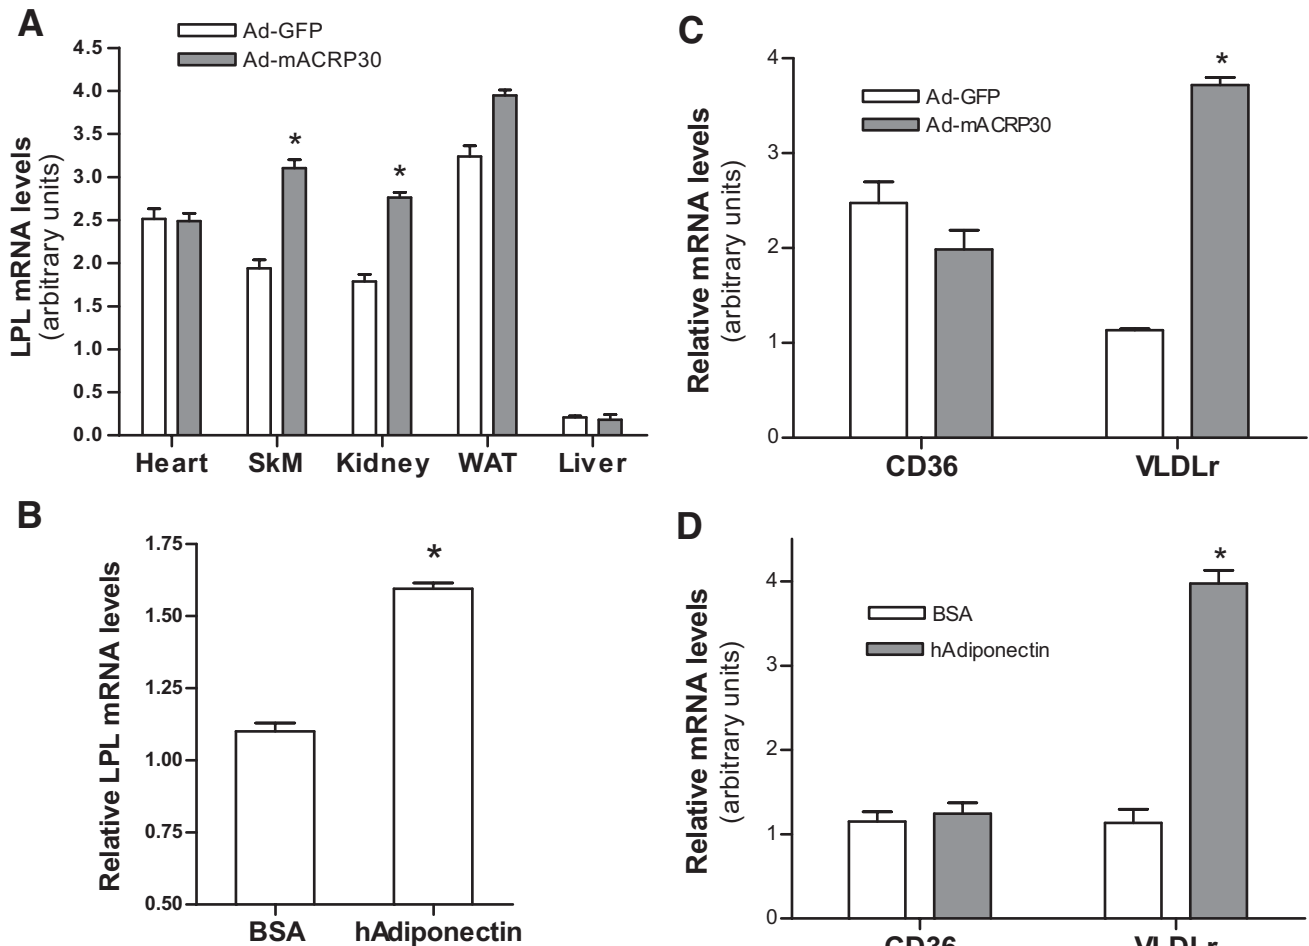 A
Ad-GFP
Ad-mACRP30
LPL mRNA levels
(arbitrary units)
4.5
4.0
3.5
3.0
2.5
2.0
1.5
1.0
0.5
0.0
*
*
Heart SkM Kidney WAT Liver
B
Relative LPL mRNA levels
1.75
1.50
1.25
1.00
0.75
0.50
*
BSA hAdiponectin
C
Ad-GFP
Ad-mACRP30
Relative mRNA levels
(arbitrary units)
4
3
2
1
0
*
CD36 VLDLr
D
BSA
hAdiponectin
Relative mRNA levels
(arbitrary units)
4
3
2
1
0
*
CD36 VLDLr